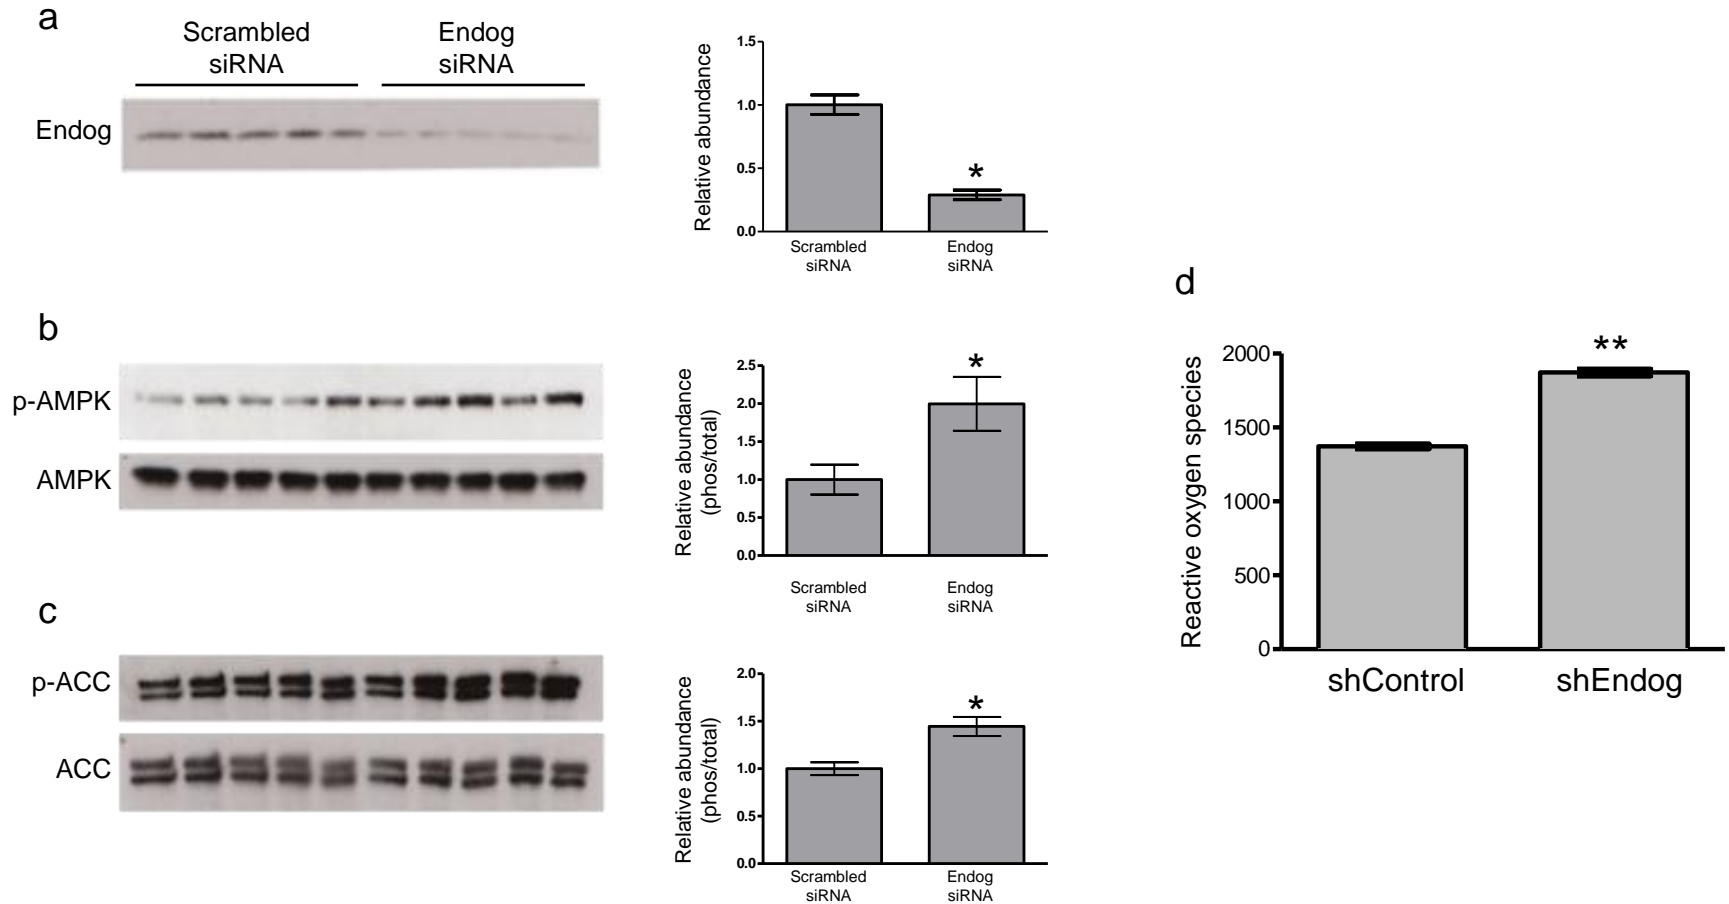 a
Scrambled
siRNA
Endog
siRNA
Endog
Relative abundance
1.5
1.0
0.5
0.0
*
Scrambled
siRNA
Endog
siRNA
b
p-AMPK
AMPK
Relative abundance
(phos/total)
2.5
2.0
1.5
1.0
0.5
0.0
*
Scrambled
siRNA
Endog
siRNA
c
p-ACC
ACC
Relative abundance
(phos/total)
2.0
1.5
1.0
0.5
0.0
*
Scrambled
siRNA
Endog
siRNA
d
Reactive oxygen species
2000
1500
1000
500
0
**
shControl
shEndog